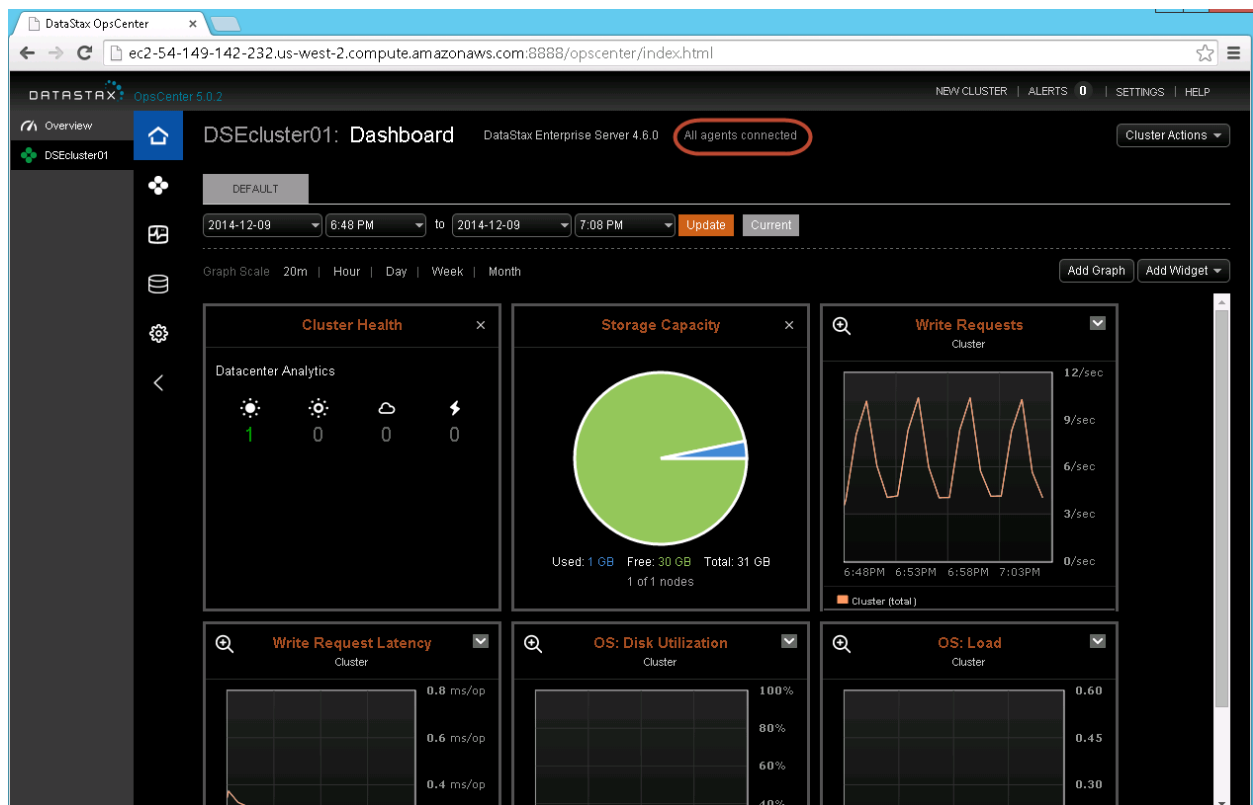 DataStax OpsCenter
ec2-54-149-142-232.us-west-2.compute.amazonaws.com:8888/opscenter/index.html
DATASTAX OpsCenter 5.0.2
NEW CLUSTER | ALERTS 0 | SETTINGS | HELP
Overview
DSEcluster01
DSEcluster01: Dashboard DataStax Enterprise Server 4.6.0 All agents connected Cluster Actions
DEFAULT
2014-12-09 6:48 PM to 2014-12-09 7:08 PM Update Current
Graph Scale 20m | Hour | Day | Week | Month Add Graph Add Widget
Cluster Health
Datacenter Analytics
1 0 0 0
Storage Capacity
Used: 1 GB Free: 30 GB Total: 31 GB
1 of 1 nodes
Write Requests
Cluster
12/sec
9/sec
6/sec
3/sec
0/sec
6:48PM 6:53PM 6:58PM 7:03PM
Cluster (total)
Write Request Latency
Cluster
0.8 ms/op
0.6 ms/op
0.4 ms/op
OS: Disk Utilization
Cluster
100%
80%
60%
40%
OS: Load
Cluster
0.60
0.45
0.30